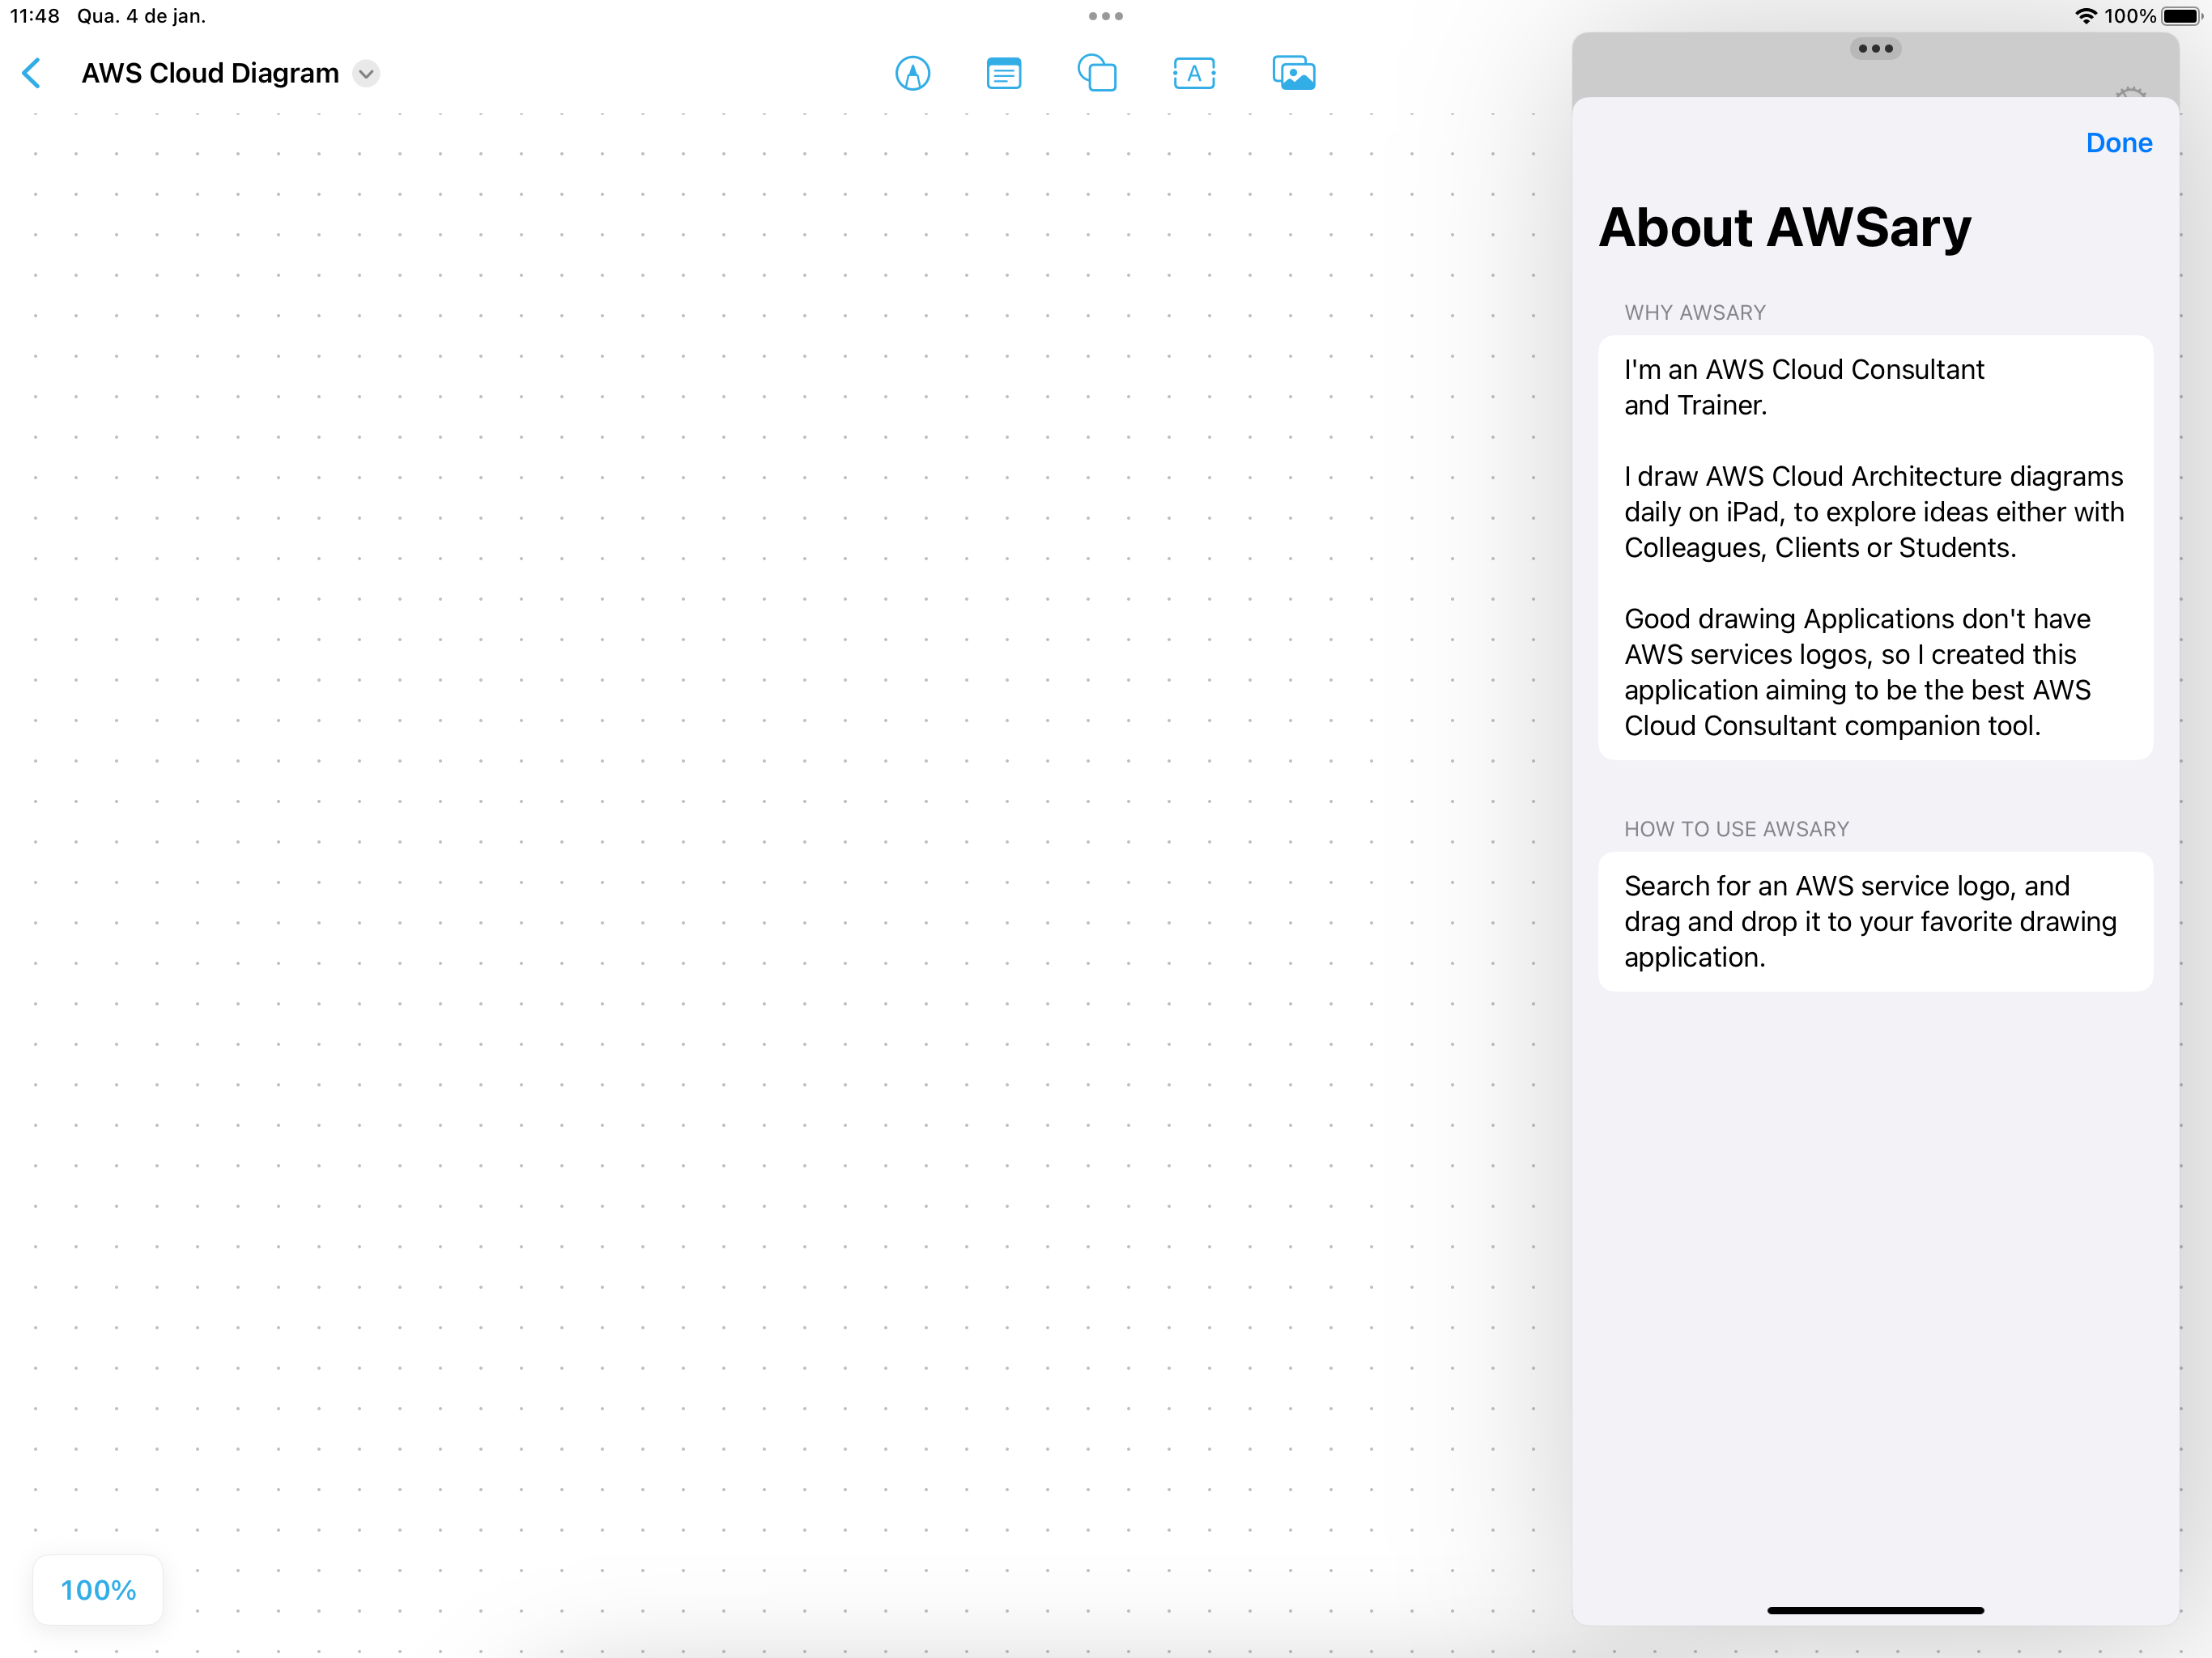 11:48 Qua. 4 de jan.
100%
AWS Cloud Diagram
A
Done
About AWSary
WHY AWSARY
I'm an AWS Cloud Consultant
and Trainer.
I draw AWS Cloud Architecture diagrams
daily on iPad, to explore ideas either with
Colleagues, Clients or Students.
Good drawing Applications don't have
AWS services logos, so I created this
application aiming to be the best AWS
Cloud Consultant companion tool.
HOW TO USE AWSARY
Search for an AWS service logo, and
drag and drop it to your favorite drawing
application.
100%